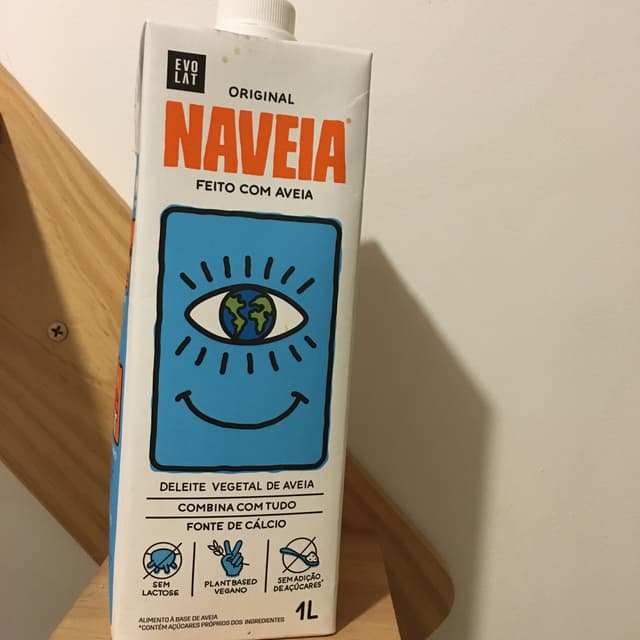 EVO
LAT
ORIGINAL
NAVEIA®
FEITO COM AVEIA
DELEITE VEGETAL DE AVEIA
COMBINA COM TUDO
FONTE DE CÁLCIO
SEM
LACTOSE
PLANT BASED
VEGANO
SEM ADIÇÃO
DE AÇÚCARES*
ALIMENTO À BASE DE AVEIA
*CONTÉM AÇÚCARES PRÓPRIOS DOS INGREDIENTES
1L